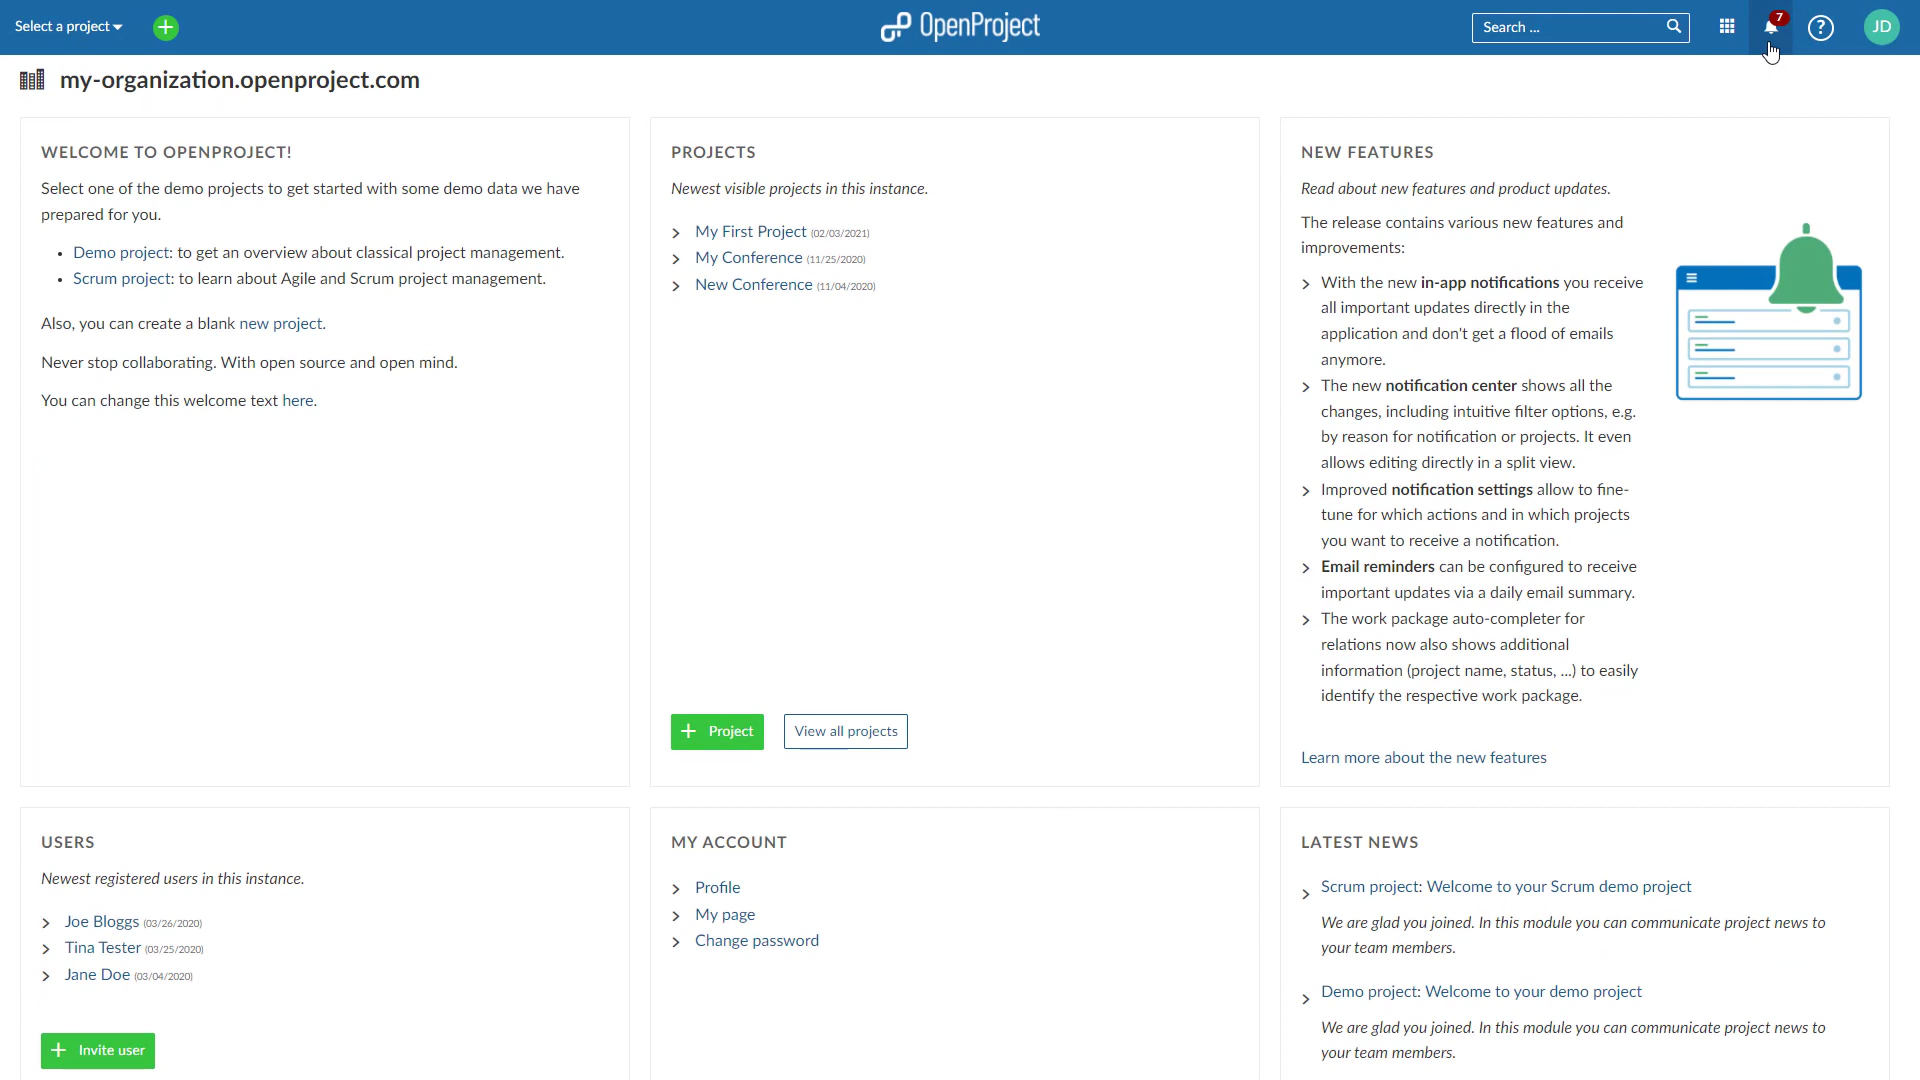 Select a project
OpenProject
Search ...
7
JD
my-organization.openproject.com
WELCOME TO OPENPROJECT!
Select one of the demo projects to get started with some demo data we have
prepared for you.
Demo project: to get an overview about classical project management.
Scrum project: to learn about Agile and Scrum project management.
Also, you can create a blank new project.
Never stop collaborating. With open source and open mind.
You can change this welcome text here.
PROJECTS
Newest visible projects in this instance.
My First Project (02/03/2021)
My Conference (11/25/2020)
New Conference (11/04/2020)
Project
View all projects
NEW FEATURES
Read about new features and product updates.
The release contains various new features and
improvements:
With the new in-app notifications you receive
all important updates directly in the
application and don't get a flood of emails
anymore.
The new notification center shows all the
changes, including intuitive filter options, e.g.
by reason for notification or projects. It even
allows editing directly in a split view.
Improved notification settings allow to fine-
tune for which actions and in which projects
you want to receive a notification.
Email reminders can be configured to receive
important updates via a daily email summary.
The work package auto-completer for
relations now also shows additional
information (project name, status, ...) to easily
identify the respective work package.
Learn more about the new features
USERS
Newest registered users in this instance.
Joe Bloggs (03/26/2020)
Tina Tester (03/25/2020)
Jane Doe (03/04/2020)
Invite user
MY ACCOUNT
Profile
My page
Change password
LATEST NEWS
Scrum project: Welcome to your Scrum demo project
We are glad you joined. In this module you can communicate project news to
your team members.
Demo project: Welcome to your demo project
We are glad you joined. In this module you can communicate project news to
your team members.